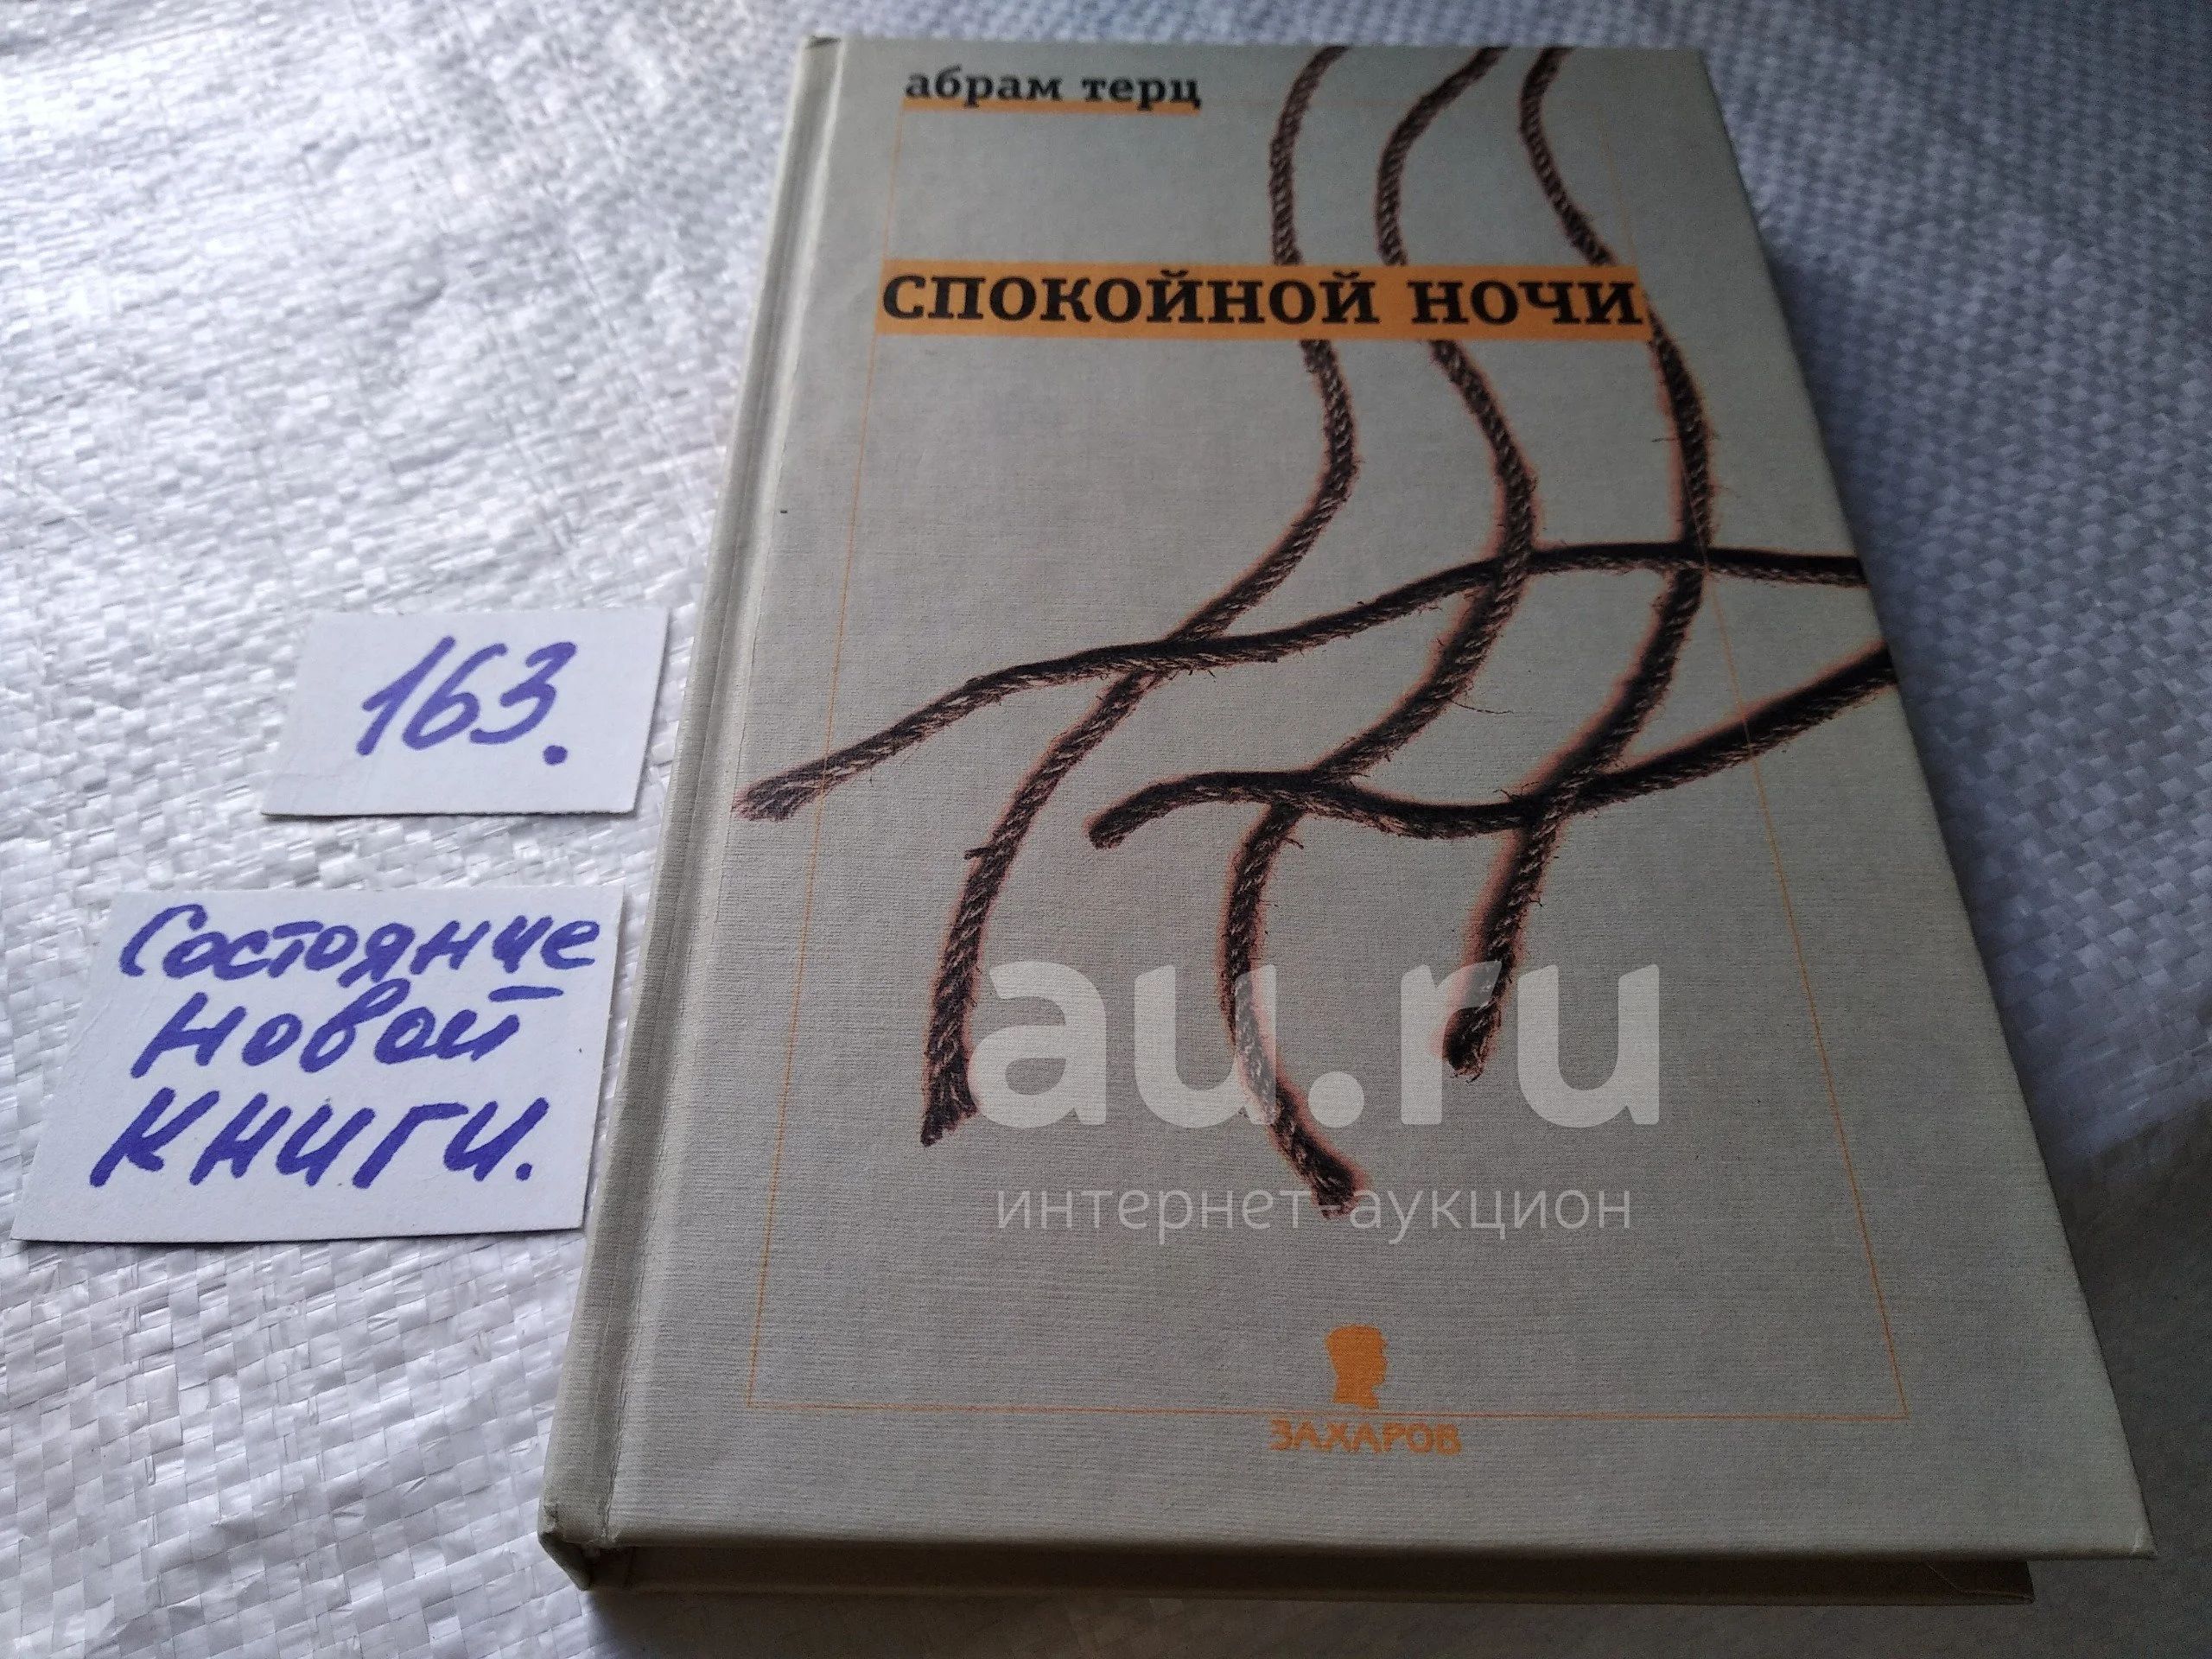 абрам терц
спокойной ночи
163.
Состояние
новой
книги.
au.ru
интернет-аукцион
ЗАХАРОВ